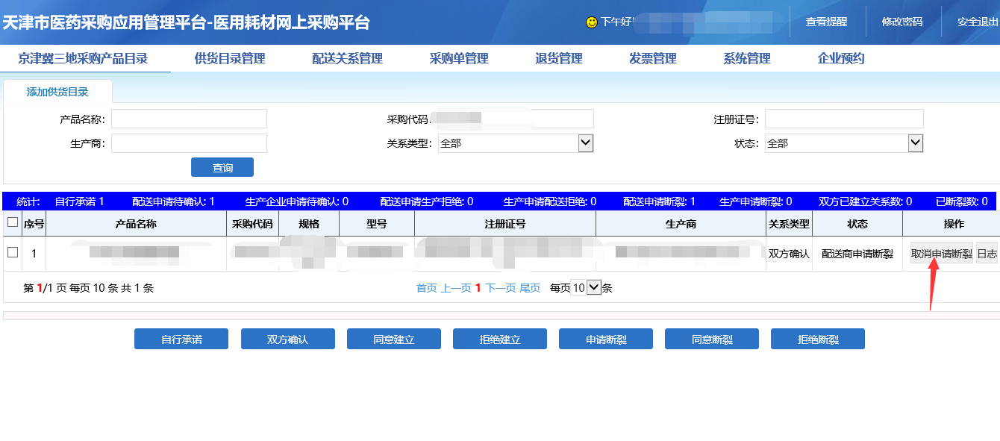 天津市医药采购应用管理平台-医用耗材网上采购平台 下午好! 查看提醒 修改密码 安全退出
京津冀三地采购产品目录 供货目录管理 配送关系管理 采购单管理 退货管理 发票管理 系统管理 企业预约
添加供货目录
产品名称: 采购代码: 注册证号:
生产商: 关系类型: 全部 状态: 全部
查询
统计: 自行承诺 1 配送申请待确认: 1 生产企业申请待确认: 0 配送申请生产拒绝: 0 生产申请配送拒绝: 0 配送申请断裂: 1 生产申请断裂: 0 双方已建立关系数: 0 已断裂数: 0
序号 产品名称 采购代码 规格 型号 注册证号 生产商 关系类型 状态 操作
1 双方确认 配送商申请断裂 取消申请断裂 日志
第 1/1 页 每页 10 条 共 1 条 首页 上一页 1 下一页 尾页 每页 10 条
自行承诺 双方确认 同意建立 拒绝建立 申请断裂 同意断裂 拒绝断裂